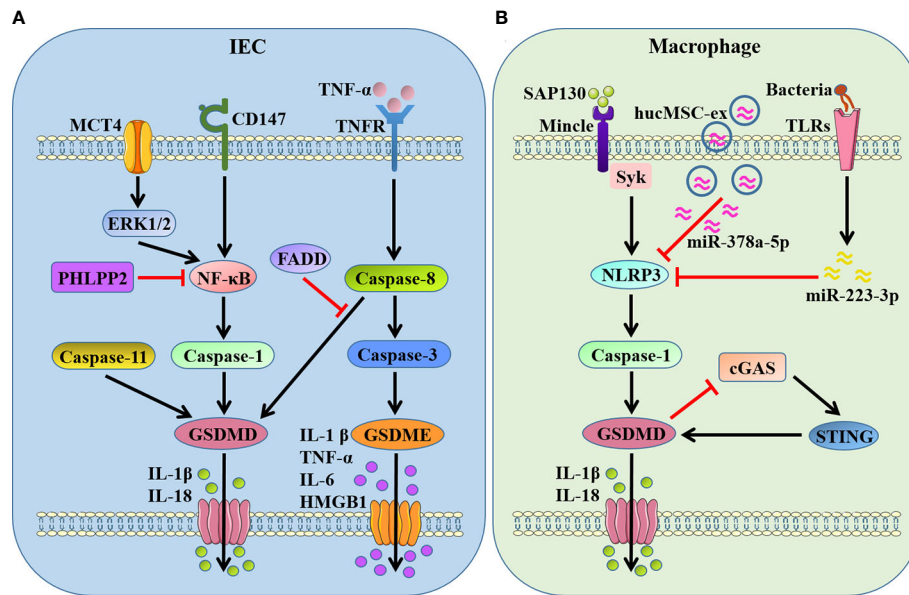 A
IEC
MCT4
CD147
TNF-α
TNFR
ERK1/2
PHLPP2
NF-κB
FADD
Caspase-8
Caspase-11
Caspase-1
Caspase-3
GSDMD
GSDME
IL-1β
IL-18
IL-1 β
TNF-α
IL-6
HMGB1
B
Macrophage
SAP130
Mincle
hucMSC-ex
Bacteria
TLRs
Syk
miR-378a-5p
NLRP3
miR-223-3p
Caspase-1
cGAS
GSDMD
STING
IL-1β
IL-18